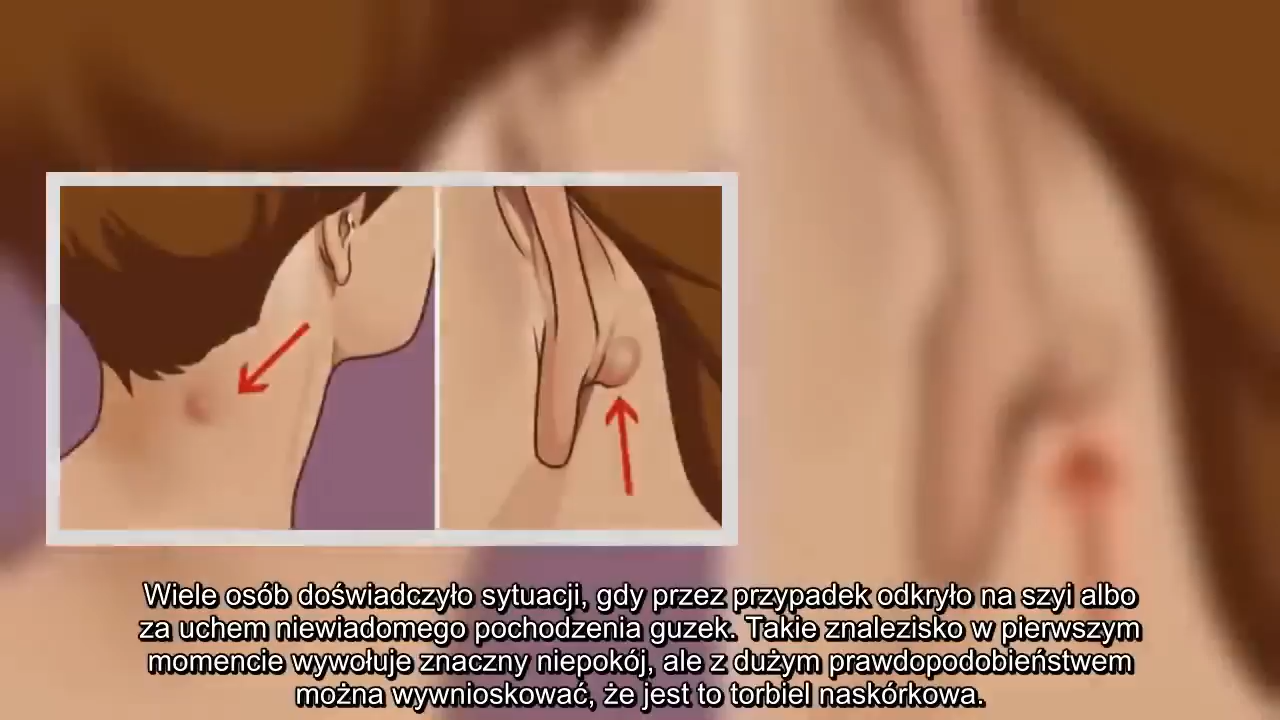 Wiele osób doświadczyło sytuacji, gdy przez przypadek odkryło na szyi albo
za uchem niewiadomego pochodzenia guzek. Takie znalezisko w pierwszym
momencie wywołuje znaczny niepokój, ale z dużym prawdopodobieństwem
można wywnioskować, że jest to torbiel naskórkowa.